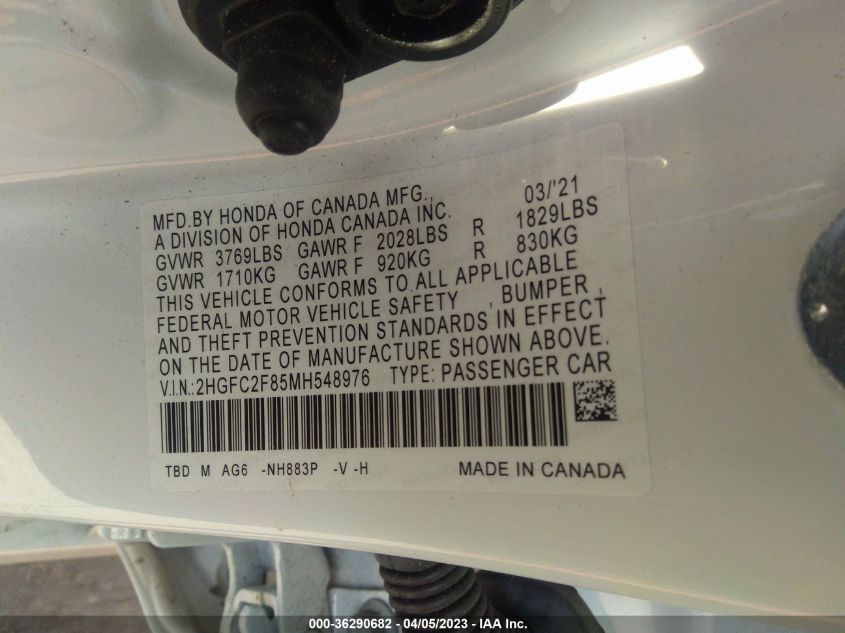 MFD.BY HONDA OF CANADA MFG., 03/'21
A DIVISION OF HONDA CANADA INC.
GVWR 3769LBS GAWR F 2028LBS R 1829LBS
GVWR 1710KG GAWR F 920KG R 830KG
THIS VEHICLE CONFORMS TO ALL APPLICABLE
FEDERAL MOTOR VEHICLE SAFETY , BUMPER ,
AND THEFT PREVENTION STANDARDS IN EFFECT
ON THE DATE OF MANUFACTURE SHOWN ABOVE.
V.I.N.:2HGFC2F85MH548976 TYPE: PASSENGER CAR
TBD M AG6 -NH883P -V -H MADE IN CANADA
000-36290682 - 04/05/2023 - IAA Inc.